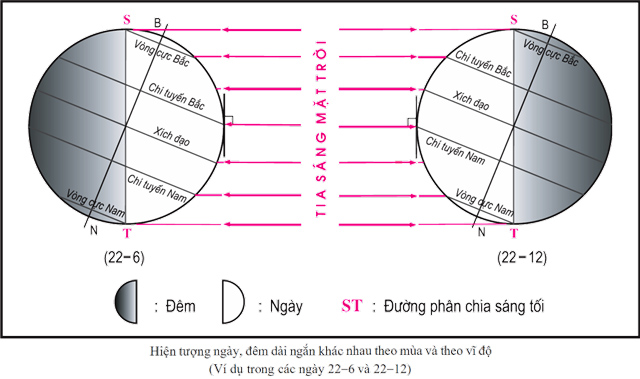 S
B
Vòng cực Bắc
Chí tuyến Bắc
Xích đạo
Chí tuyến Nam
Vòng cực Nam
N
T
(22–6)
TIA SÁNG MẶT TRỜI
S
B
Vòng cực Bắc
Chí tuyến Bắc
Xích đạo
Chí tuyến Nam
Vòng cực Nam
N
T
(22–12)
: Đêm
: Ngày
ST : Đường phân chia sáng tối
Hiện tượng ngày, đêm dài ngắn khác nhau theo mùa và theo vĩ độ
(Ví dụ trong các ngày 22–6 và 22–12)